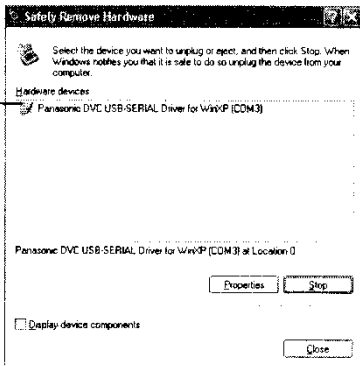 Safely Remove Hardware
Select the device you want to unplug or eject, and then click Stop. When
Windows notifies you that it is safe to do so unplug the device from your
computer.
Hardware devices
Panasonic DVC USB-SERIAL Driver for WinXP (COM3)
Panasonic DVC USB-SERIAL Driver for WinXP (COM3) at Location 0
Properties
Stop
Display device components
Close